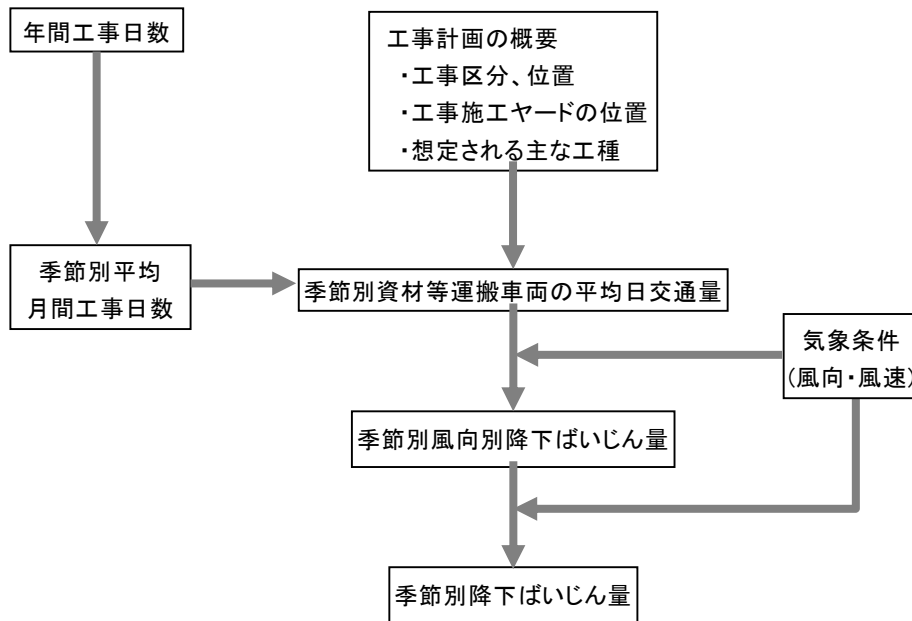 年間工事日数
工事計画の概要
・工事区分、位置
・工事施工ヤードの位置
・想定される主な工種
季節別平均
月間工事日数
季節別資材等運搬車両の平均日交通量
気象条件
(風向・風速)
季節別風向別降下ばいじん量
季節別降下ばいじん量